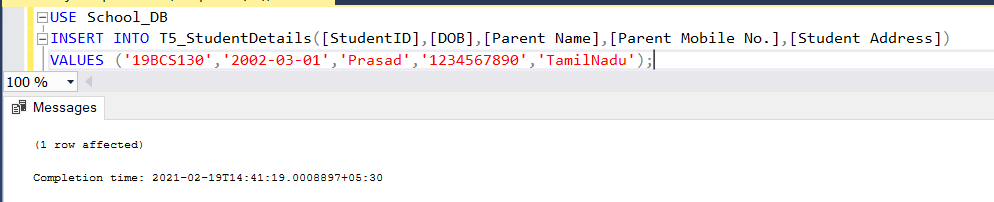 USE School_DB
INSERT INTO T5_StudentDetails([StudentID],[DOB],[Parent Name],[Parent Mobile No.],[Student Address])
VALUES ('19BCS130','2002-03-01','Prasad','1234567890','TamilNadu');
100 %
Messages
(1 row affected)
Completion time: 2021-02-19T14:41:19.0008897+05:30